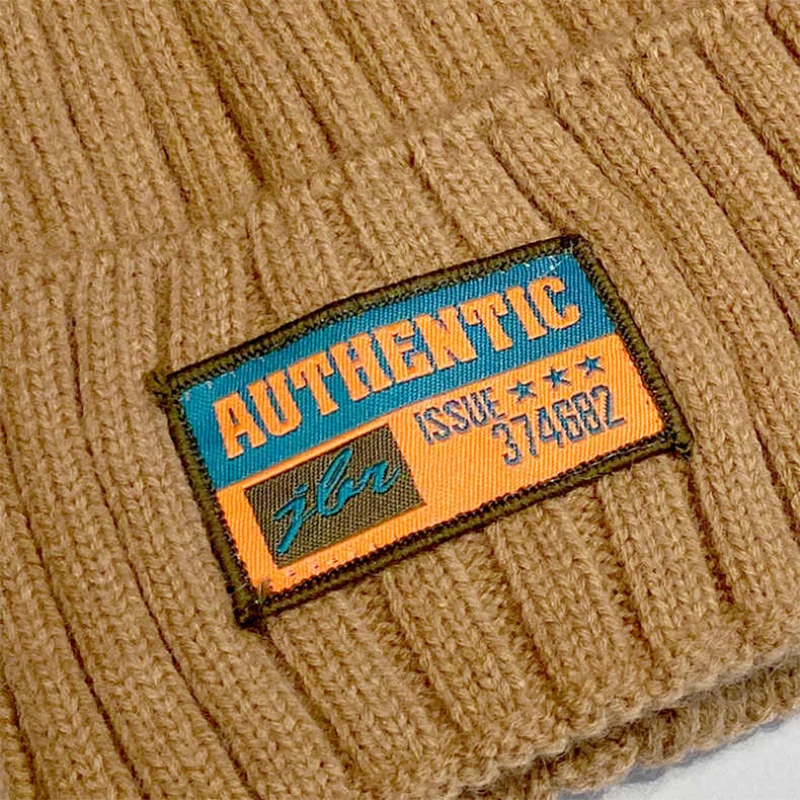 AUTHENTIC
ISSUE ★★★
374682
jbr